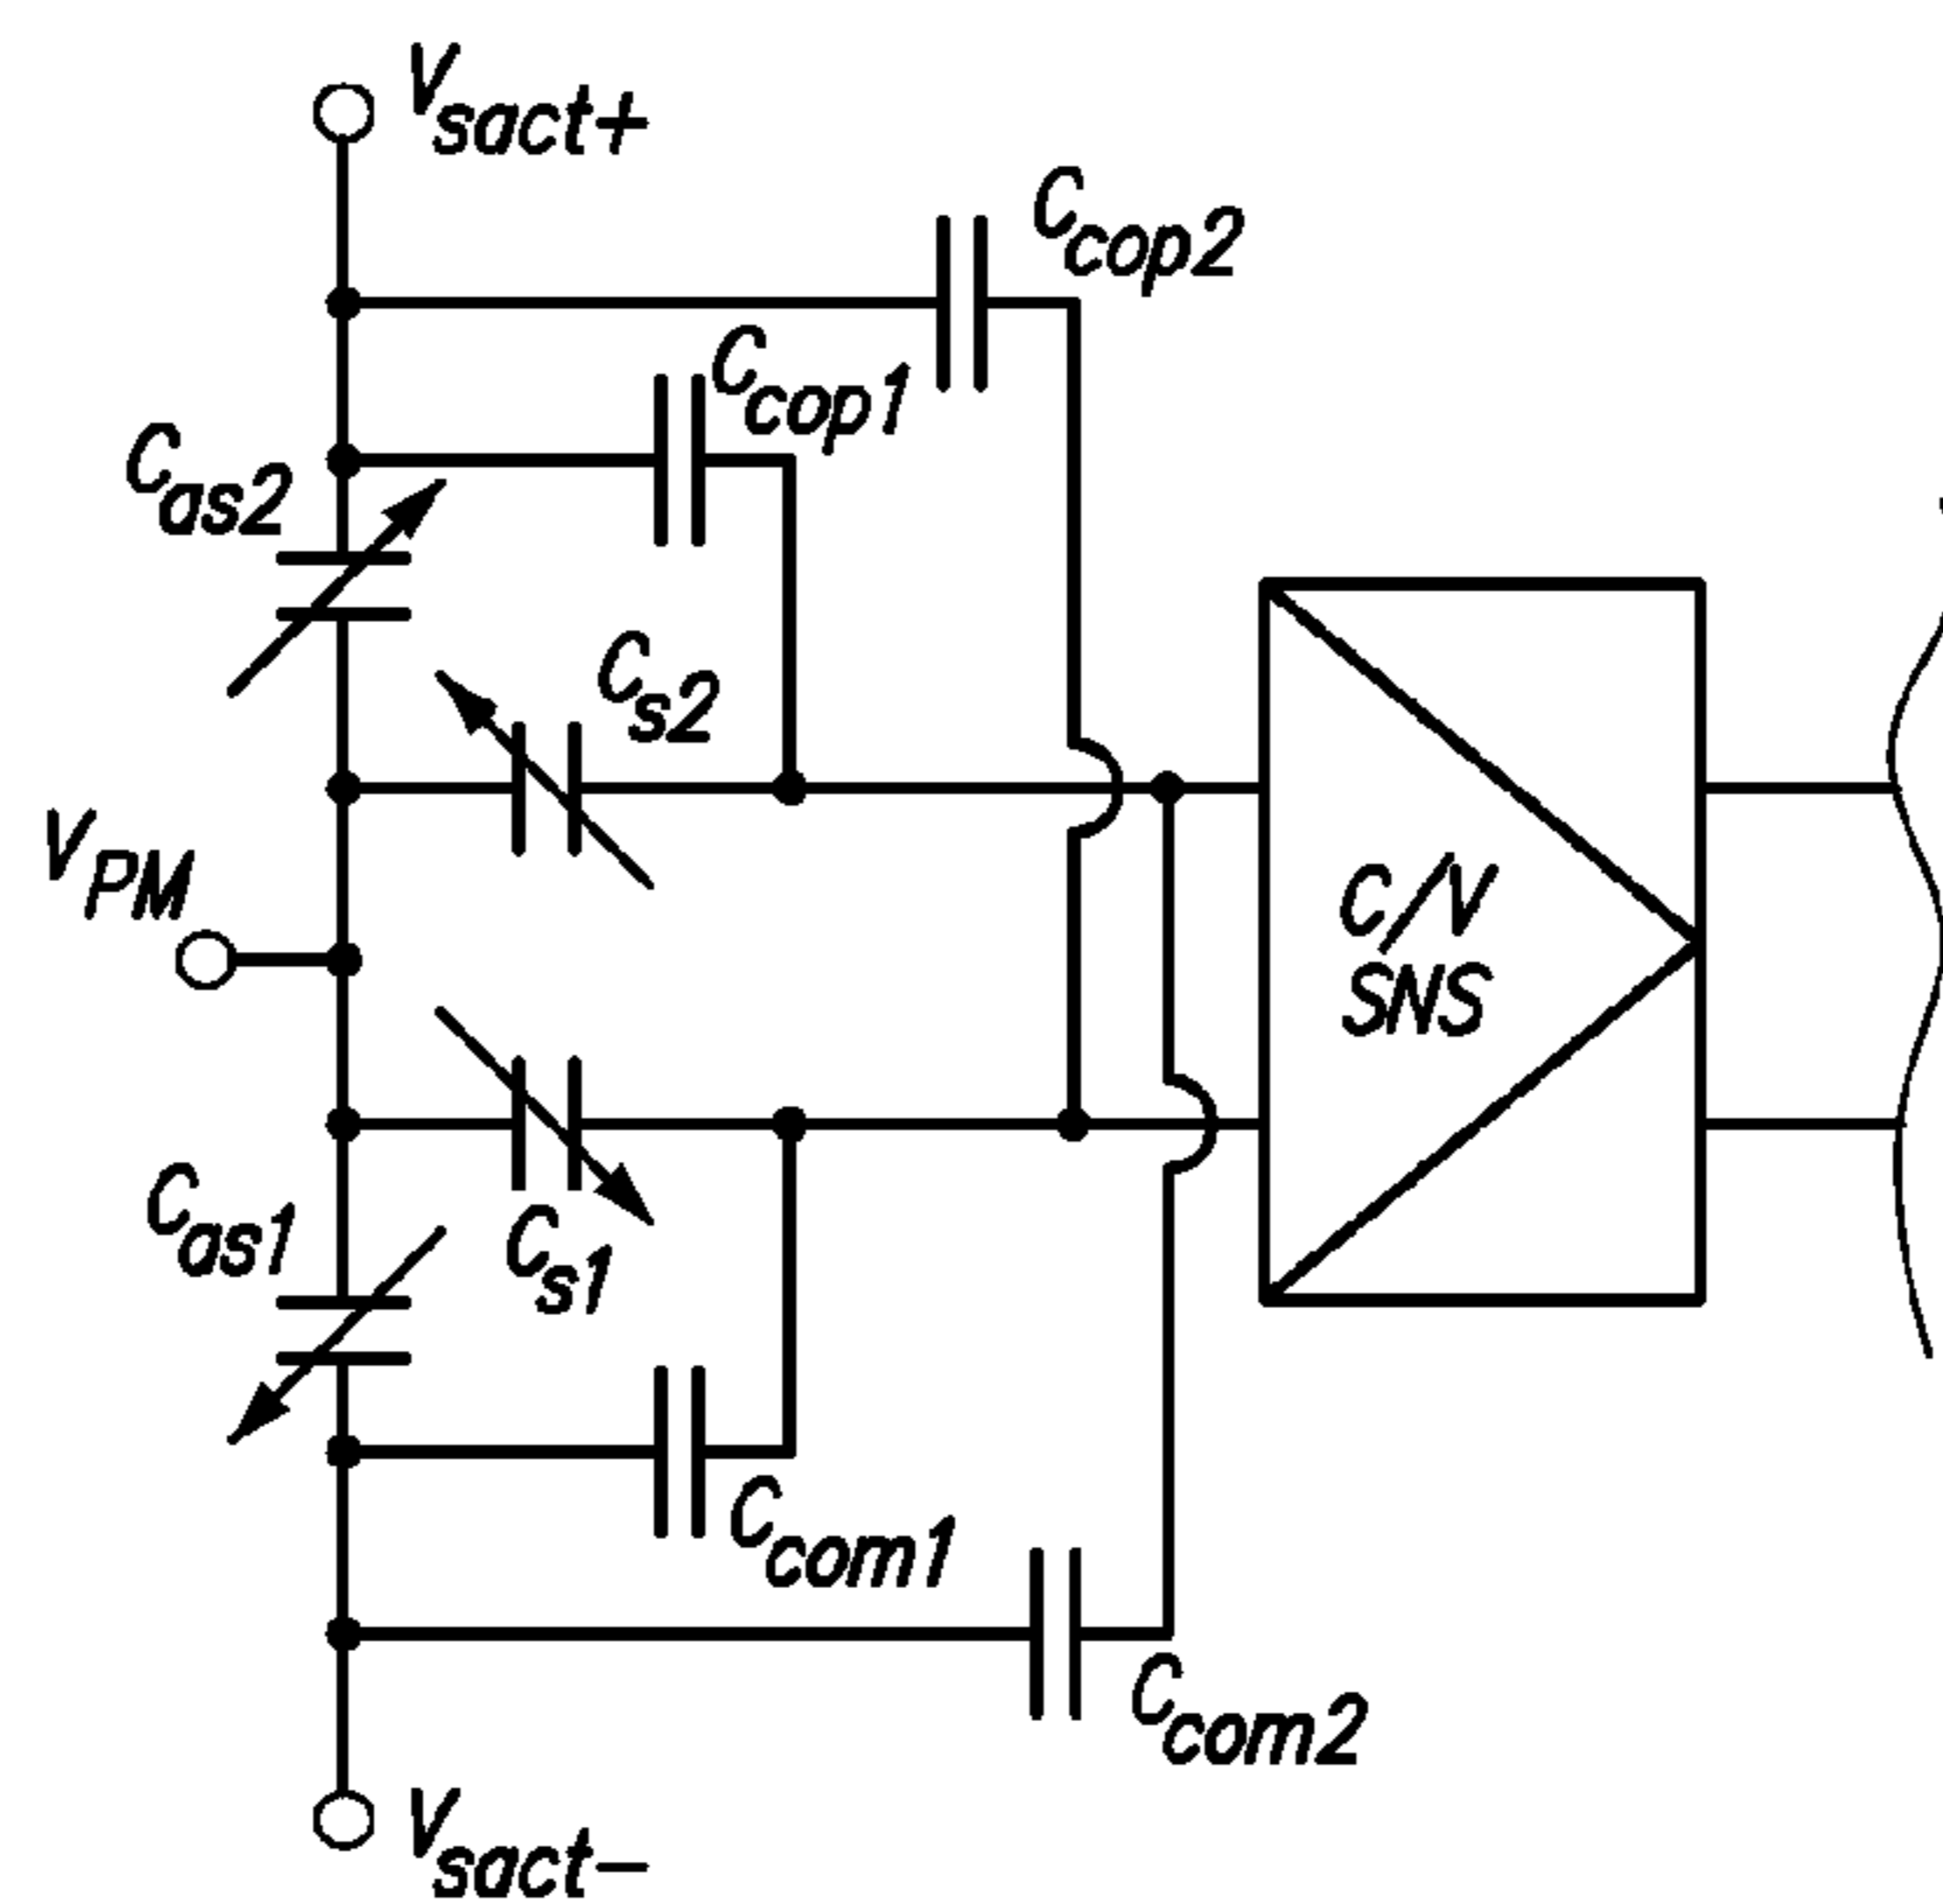 Vsact+
Ccop2
Ccop1
Cas2
Cs2
VPM
C/V
SNS
Cas1
Cs1
Ccom1
Ccom2
Vsact−